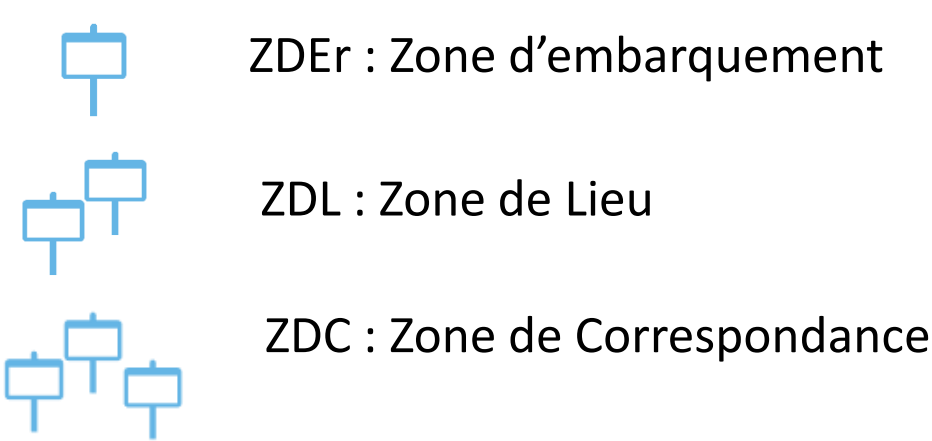 ZDEr : Zone d’embarquement
ZDL : Zone de Lieu
ZDC : Zone de Correspondance